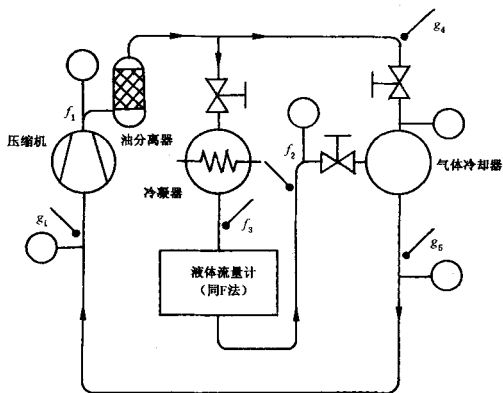 g₄
f₁
压缩机
油分离器
f₂
气体冷却器
冷凝器
g₁
f₃
g₅
液体流量计
(同F法)